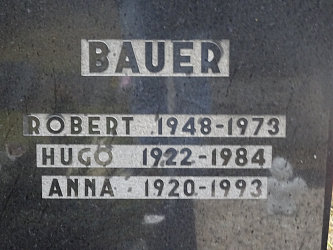 BAUER
ROBERT 1948-1973
HUGO 1922-1984
ANNA 1920-1993